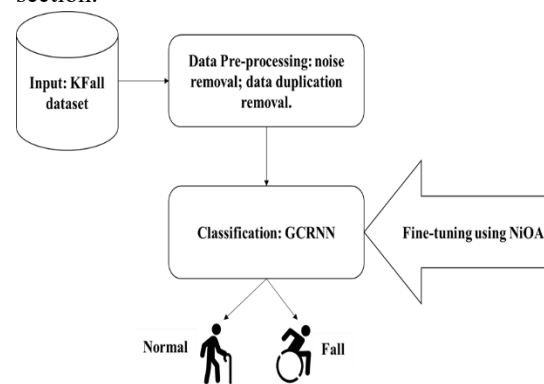 section.
Input: KFall
dataset
Data Pre-processing: noise
removal; data duplication
removal.
Classification: GCRNN
Fine-tuning using NiOA
Normal
Fall